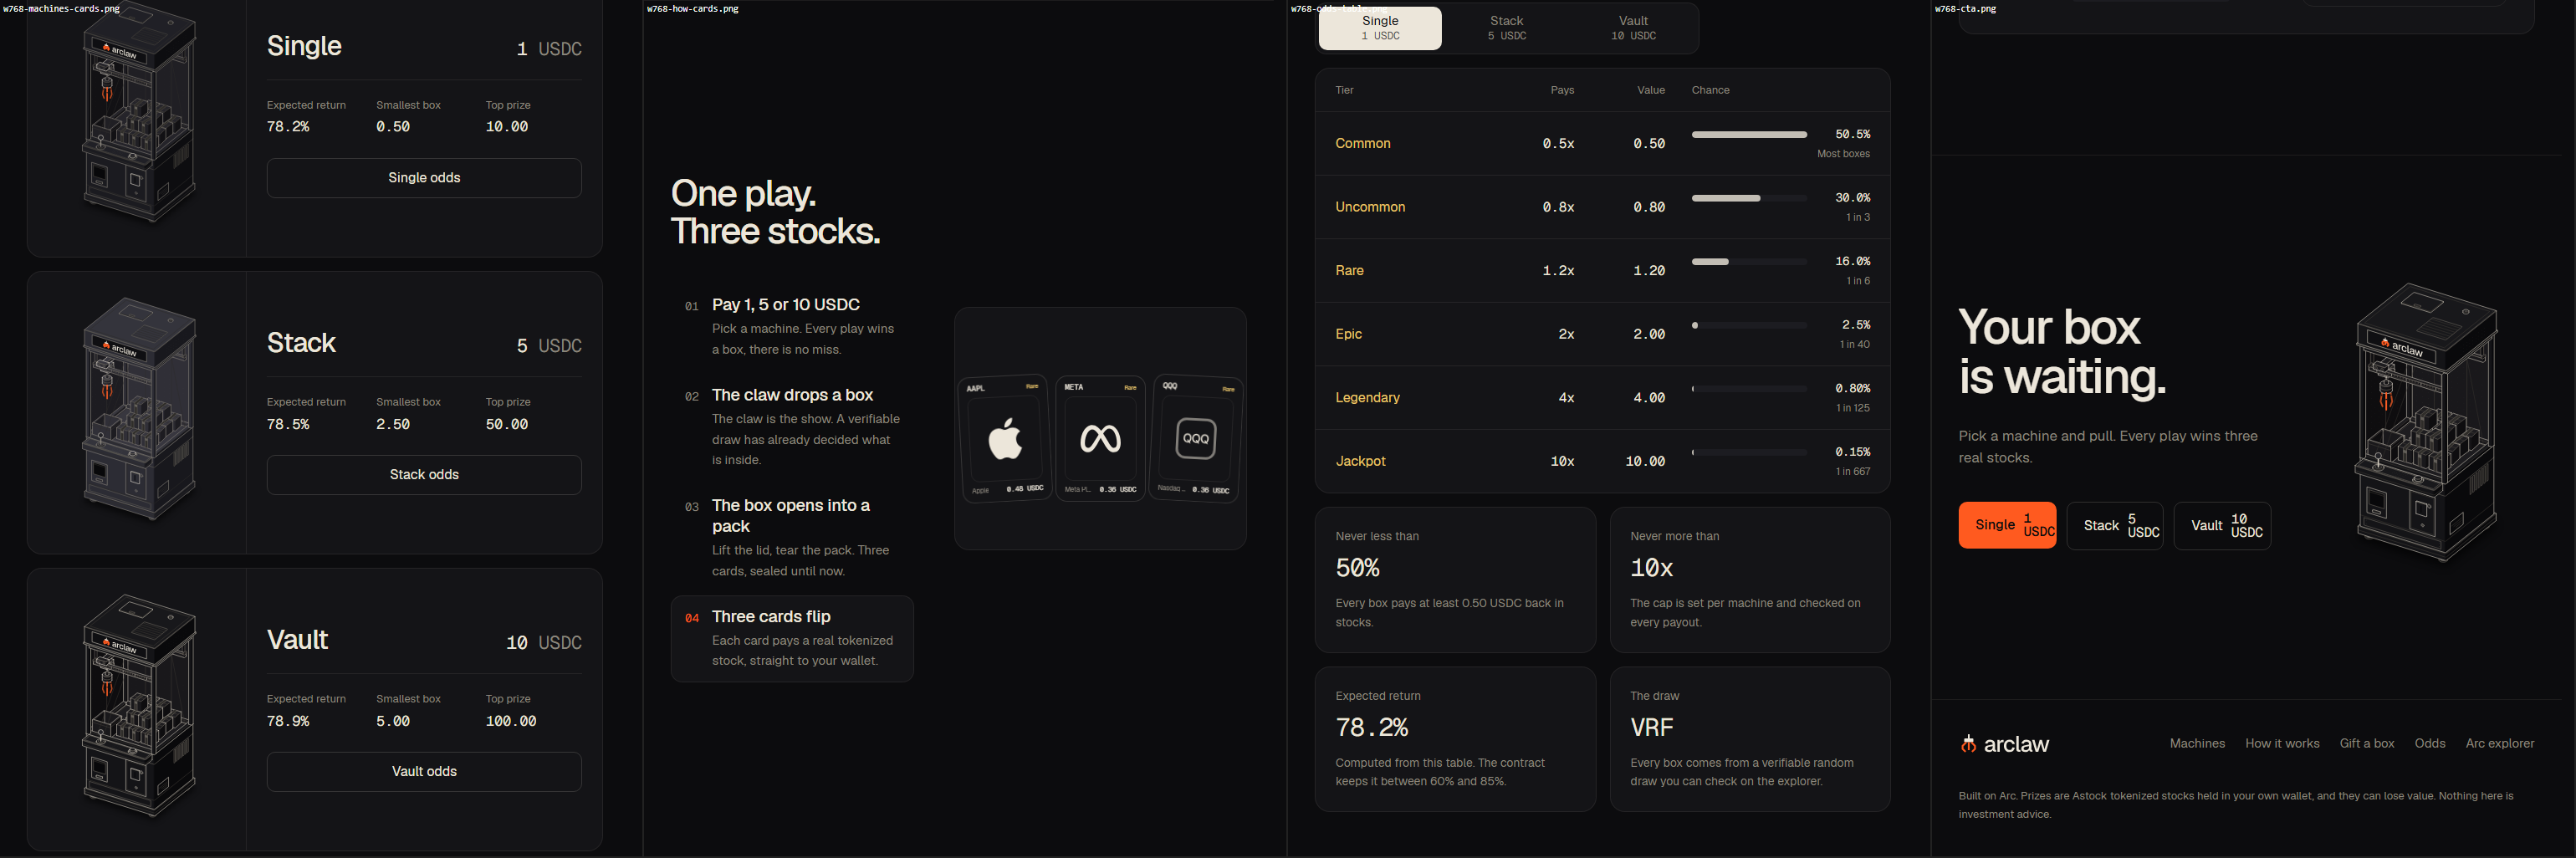 w768-machines-cards.png
arclaw
Single
1 USDC
Expected return
Smallest box
Top prize
78.2%
0.50
10.00
Single odds
arclaw
Stack
5 USDC
Expected return
Smallest box
Top prize
78.5%
2.50
50.00
Stack odds
arclaw
Vault
10 USDC
Expected return
Smallest box
Top prize
78.9%
5.00
100.00
Vault odds
w768-how-cards.png
One play.
Three stocks.
01 Pay 1, 5 or 10 USDC
Pick a machine. Every play wins
a box, there is no miss.
02 The claw drops a box
The claw is the show. A verifiable
draw has already decided what
is inside.
03 The box opens into a
pack
Lift the lid, tear the pack. Three
cards, sealed until now.
04 Three cards flip
Each card pays a real tokenized
stock, straight to your wallet.
AAPL Rare
Apple 0.48 USDC
META Rare
Meta Pl... 0.36 USDC
QQQ Rare
QQQ
Nasdaq ... 0.36 USDC
w768-odds-table.png
Single
1 USDC
Stack
5 USDC
Vault
10 USDC
Tier Pays Value Chance
Common 0.5x 0.50 50.5%
Most boxes
Uncommon 0.8x 0.80 30.0%
1 in 3
Rare 1.2x 1.20 16.0%
1 in 6
Epic 2x 2.00 2.5%
1 in 40
Legendary 4x 4.00 0.80%
1 in 125
Jackpot 10x 10.00 0.15%
1 in 667
Never less than
50%
Every box pays at least 0.50 USDC back in
stocks.
Never more than
10x
The cap is set per machine and checked on
every payout.
Expected return
78.2%
Computed from this table. The contract
keeps it between 60% and 85%.
The draw
VRF
Every box comes from a verifiable random
draw you can check on the explorer.
w768-cta.png
Your box
is waiting.
Pick a machine and pull. Every play wins three
real stocks.
Single 1
USDC
Stack 5
USDC
Vault 10
USDC
arclaw
arclaw
Machines How it works Gift a box Odds Arc explorer
Built on Arc. Prizes are Astock tokenized stocks held in your own wallet, and they can lose value. Nothing here is
investment advice.